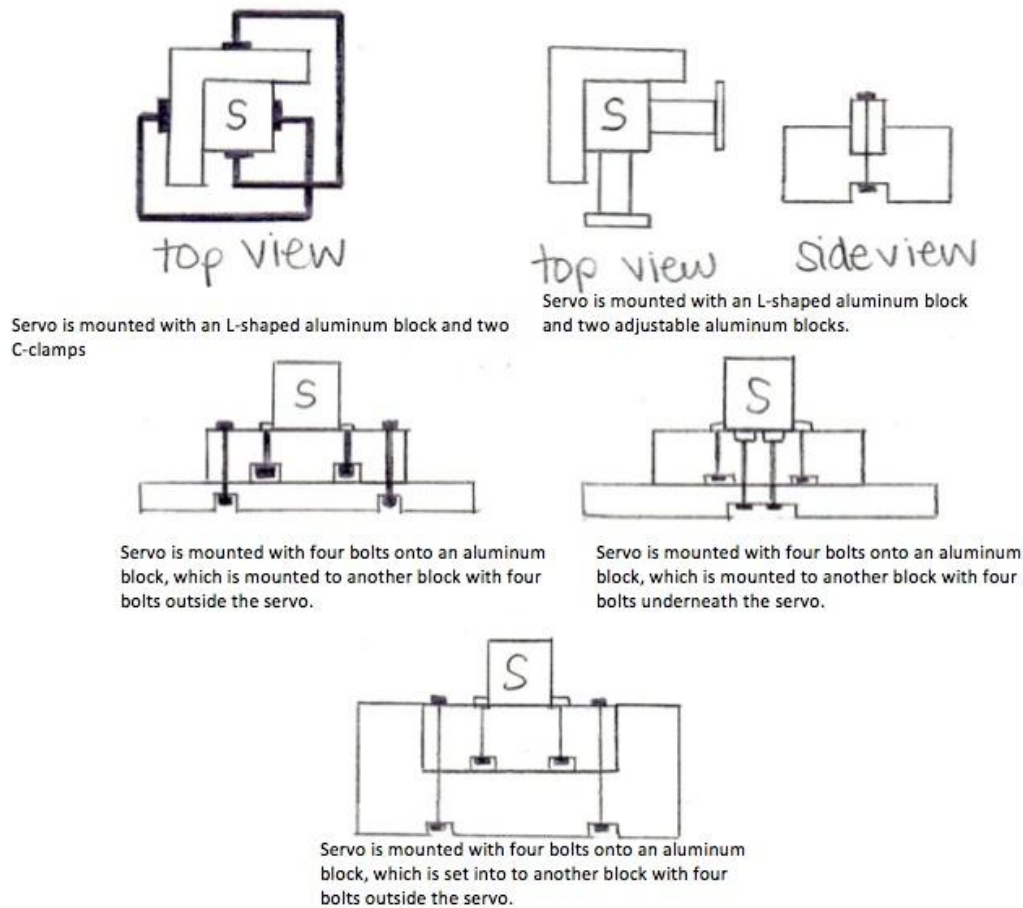 S
top view
Servo is mounted with an L-shaped aluminum block and two
C-clamps
S
top view
side view
Servo is mounted with an L-shaped aluminum block
and two adjustable aluminum blocks.
S
Servo is mounted with four bolts onto an aluminum
block, which is mounted to another block with four
bolts outside the servo.
S
Servo is mounted with four bolts onto an aluminum
block, which is mounted to another block with four
bolts underneath the servo.
S
Servo is mounted with four bolts onto an aluminum
block, which is set into to another block with four
bolts outside the servo.